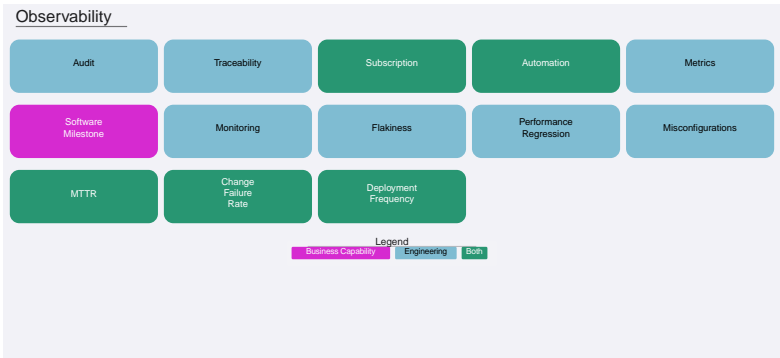 Observability
Audit
Traceability
Subscription
Automation
Metrics
Software
Milestone
Monitoring
Flakiness
Performance
Regression
Misconfigurations
MTTR
Change
Failure
Rate
Deployment
Frequency
Legend
Business Capability
Engineering
Both